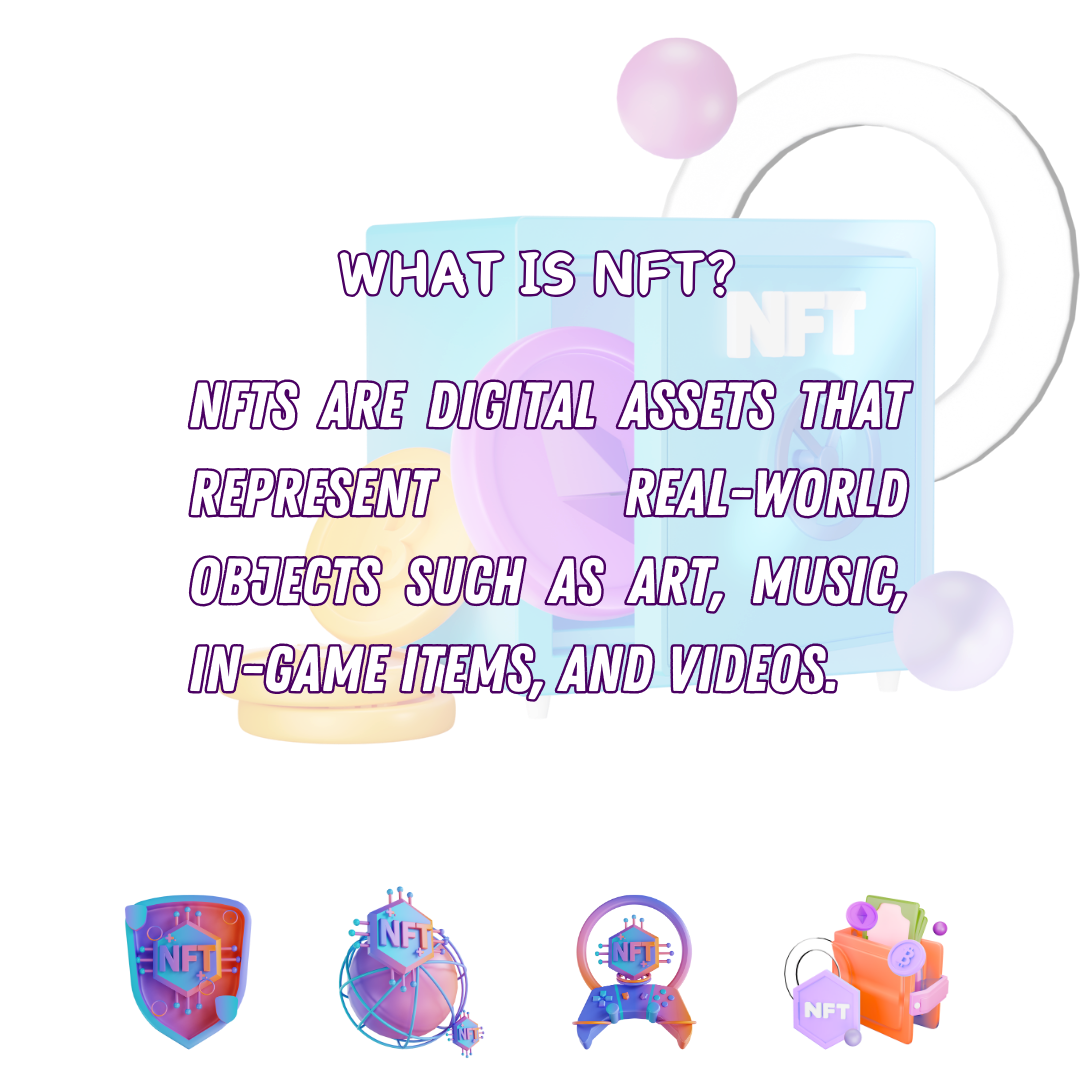 WHAT IS NFT?
NFT
NFTS ARE DIGITAL ASSETS THAT
REPRESENT REAL-WORLD
OBJECTS SUCH AS ART, MUSIC,
IN-GAME ITEMS, AND VIDEOS.
NFT
NFT
NFT
NFT
NFT